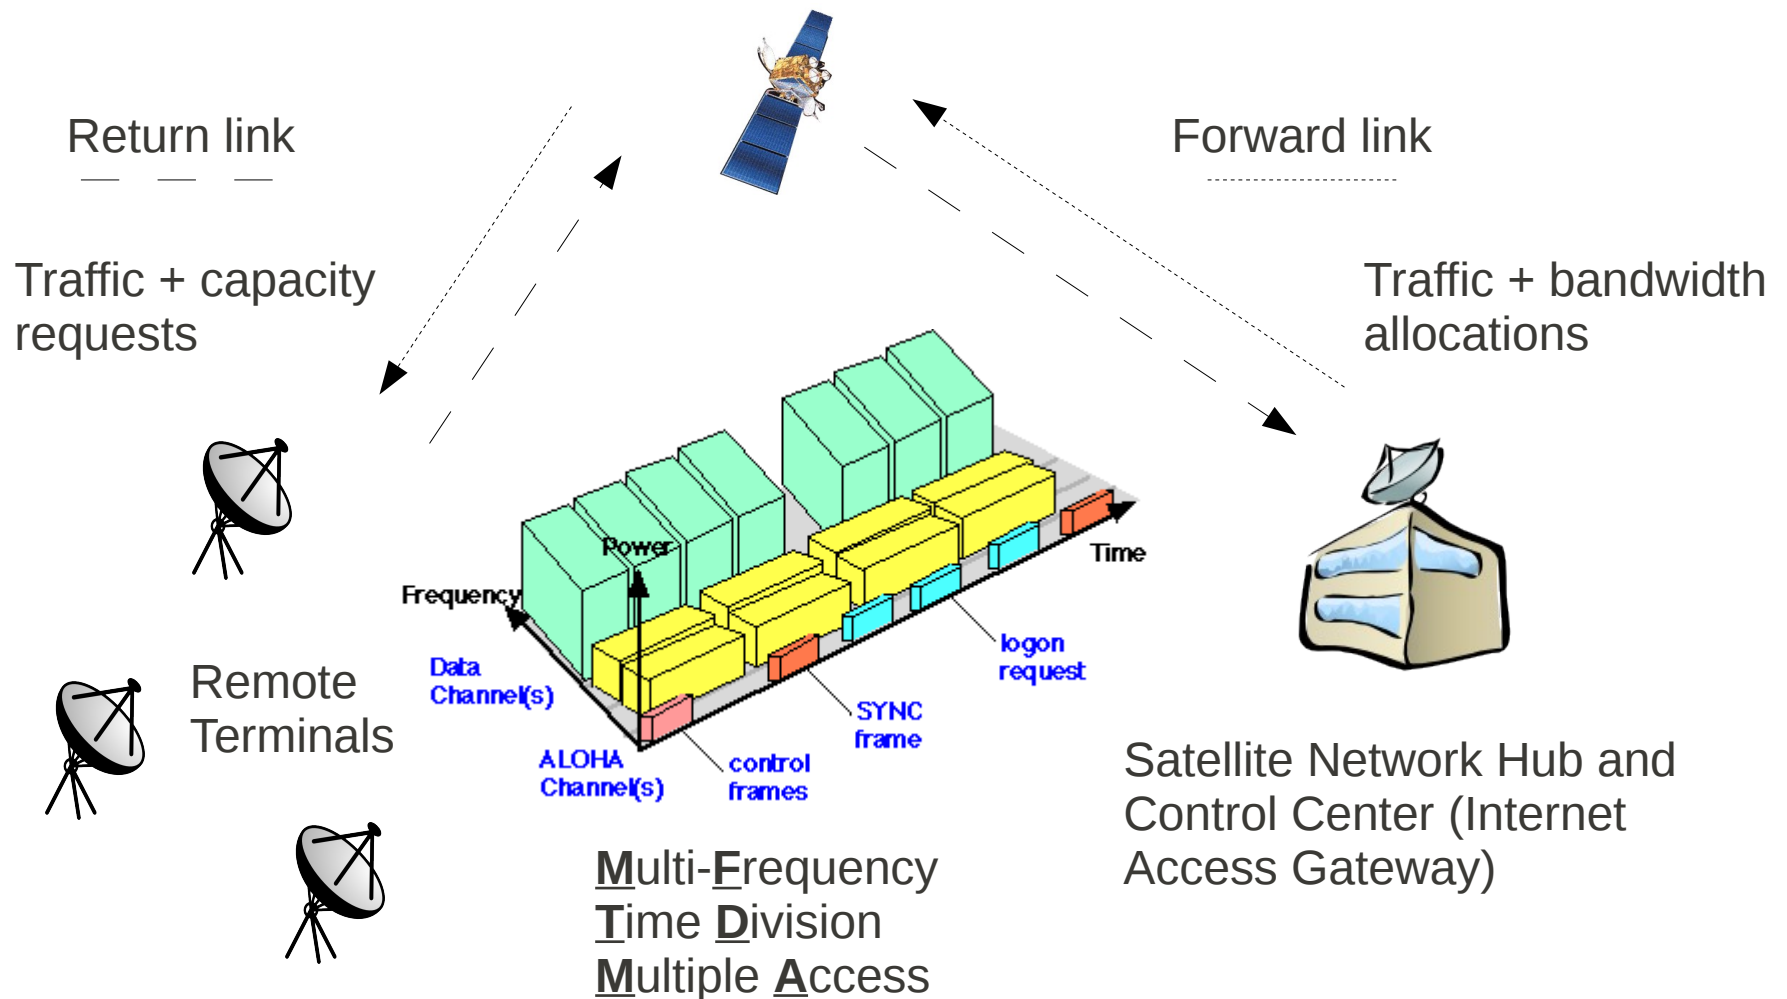 Return link
Forward link
Traffic + capacity
requests
Traffic + bandwidth
allocations
Power
Time
Frequency
logon
request
Data
Channel(s)
SYNC
frame
ALOHA
Channel(s)
control
frames
Remote
Terminals
Satellite Network Hub and
Control Center (Internet
Access Gateway)
Multi-Frequency
Time Division
Multiple Access